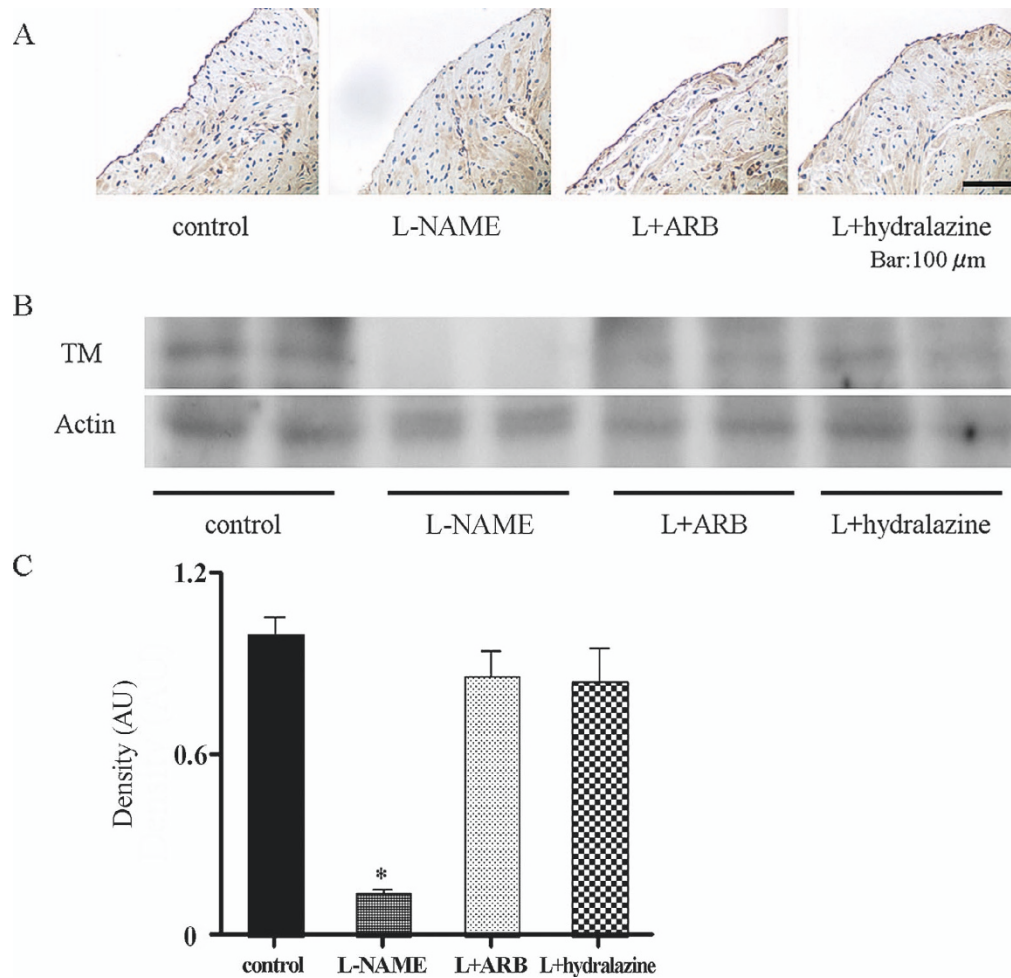 A
control L-NAME L+ARB L+hydralazine
Bar:100 μm
B
TM
Actin
control L-NAME L+ARB L+hydralazine
C
Density (AU)
1.2
0.6
0
*
control L-NAME L+ARB L+hydralazine